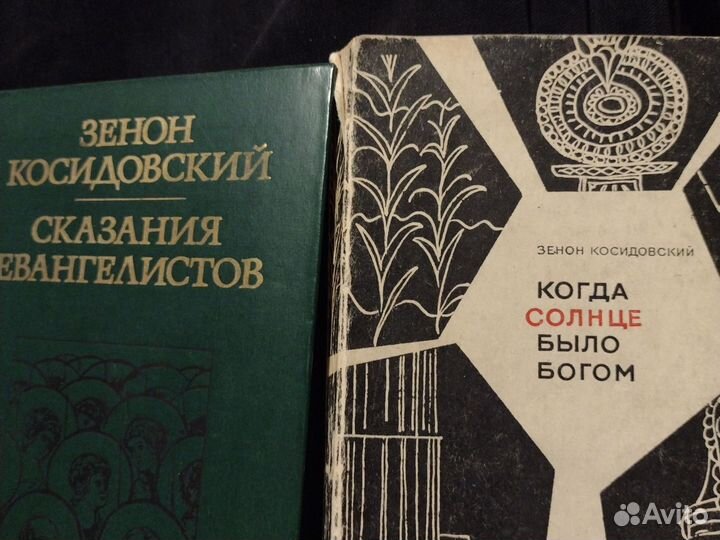 ЗЕНОН
КОСИДОВСКИЙ
СКАЗАНИЯ
ЕВАНГЕЛИСТОВ
ЗЕНОН КОСИДОВСКИЙ
КОГДА
СОЛНЦЕ
БЫЛО
БОГОМ
Avito